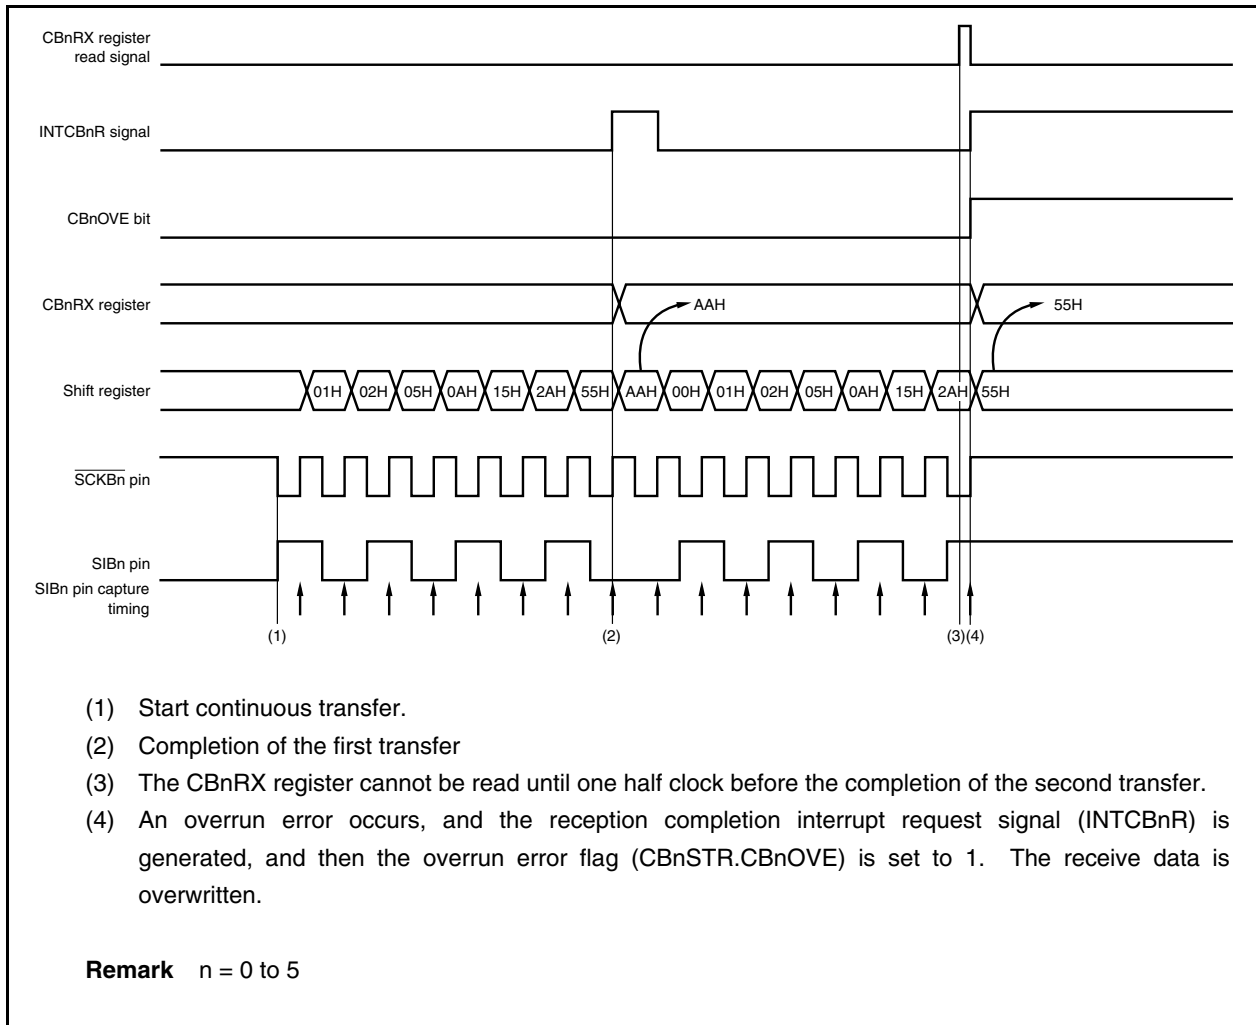 CBnRX register
read signal
INTCBnR signal
CBnOVE bit
CBnRX register
AAH
55H
Shift register
01H 02H 05H 0AH 15H 2AH 55H AAH 00H 01H 02H 05H 0AH 15H 2AH 55H
SCKBn pin
SIBn pin
SIBn pin capture
timing
(1) (2) (3) (4)
(1) Start continuous transfer.
(2) Completion of the first transfer
(3) The CBnRX register cannot be read until one half clock before the completion of the second transfer.
(4) An overrun error occurs, and the reception completion interrupt request signal (INTCBnR) is
generated, and then the overrun error flag (CBnSTR.CBnOVE) is set to 1. The receive data is
overwritten.
Remark n = 0 to 5